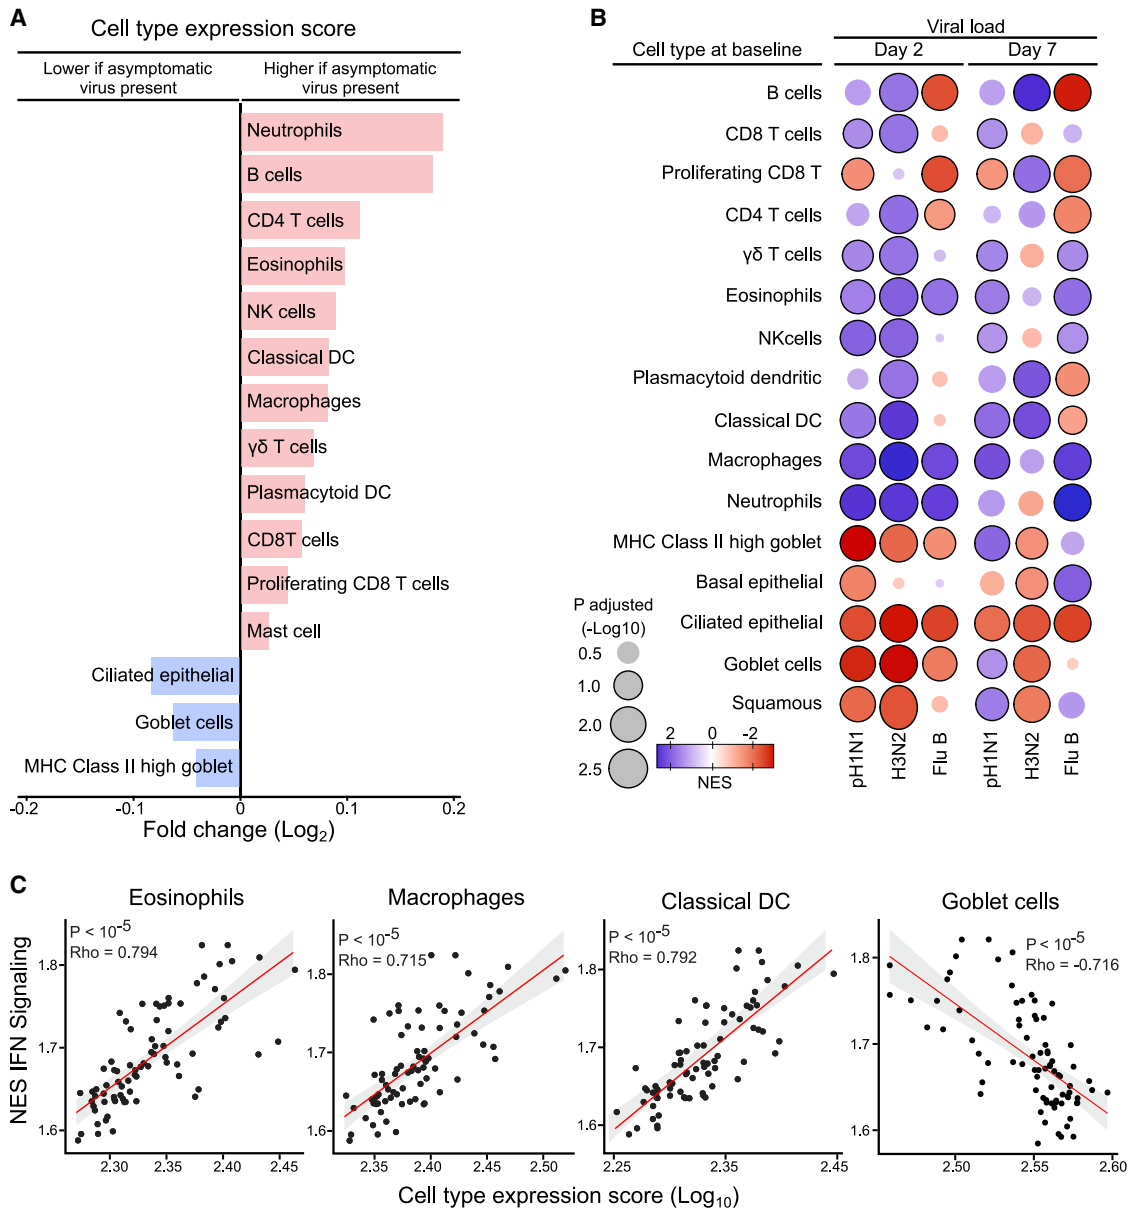 A
Cell type expression score
Lower if asymptomatic
virus present
Higher if asymptomatic
virus present
Neutrophils
B cells
CD4 T cells
Eosinophils
NK cells
Classical DC
Macrophages
γδ T cells
Plasmacytoid DC
CD8T cells
Proliferating CD8 T cells
Mast cell
Ciliated epithelial
Goblet cells
MHC Class II high goblet
-0.2 -0.1 0 0.1 0.2
Fold change (Log2)
B
Viral load
Cell type at baseline Day 2 Day 7
B cells
CD8 T cells
Proliferating CD8 T
CD4 T cells
γδ T cells
Eosinophils
NKcells
Plasmacytoid dendritic
Classical DC
Macrophages
Neutrophils
MHC Class II high goblet
Basal epithelial
Ciliated epithelial
Goblet cells
Squamous
pH1N1 H3N2 Flu B pH1N1 H3N2 Flu B
P adjusted
(-Log10)
0.5
1.0
2.0
2.5
2 0 -2
NES
C
Eosinophils
P < 10-5
Rho = 0.794
1.8
1.7
1.6
2.30 2.35 2.40 2.45
Macrophages
P < 10-5
Rho = 0.715
1.8
1.7
1.6
2.35 2.40 2.45 2.50
Classical DC
P < 10-5
Rho = 0.792
1.8
1.7
1.6
2.25 2.30 2.35 2.40 2.45
Goblet cells
P < 10-5
Rho = -0.716
1.8
1.7
1.6
2.50 2.55 2.60
NES IFN Signaling
Cell type expression score (Log10)